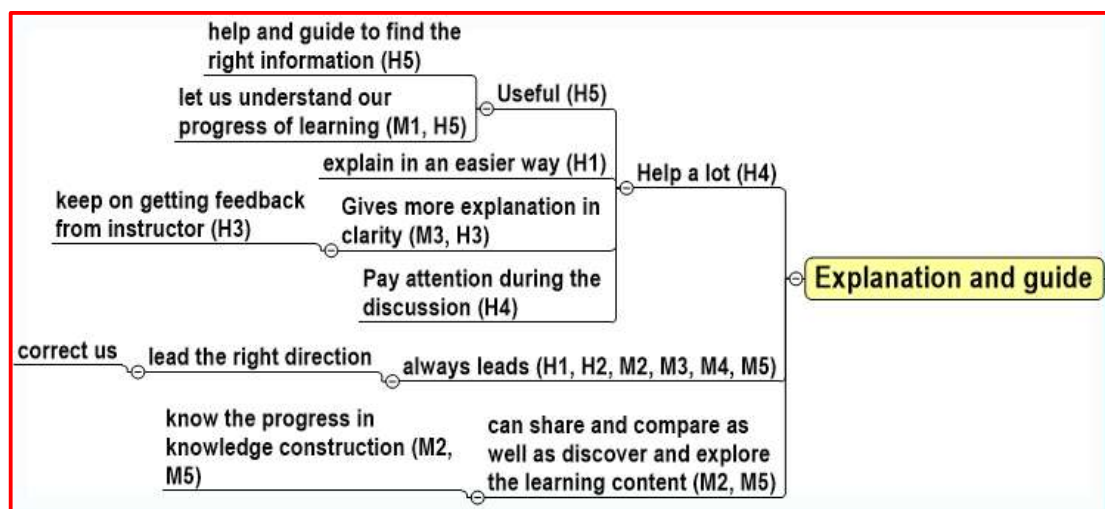 help and guide to find the
right information (H5)
let us understand our
progress of learning (M1, H5)
Useful (H5)
explain in an easier way (H1)
Help a lot (H4)
keep on getting feedback
from instructor (H3)
Gives more explanation in
clarity (M3, H3)
Pay attention during the
discussion (H4)
Explanation and guide
correct us
lead the right direction
always leads (H1, H2, M2, M3, M4, M5)
know the progress in
knowledge construction (M2,
M5)
can share and compare as
well as discover and explore
the learning content (M2, M5)